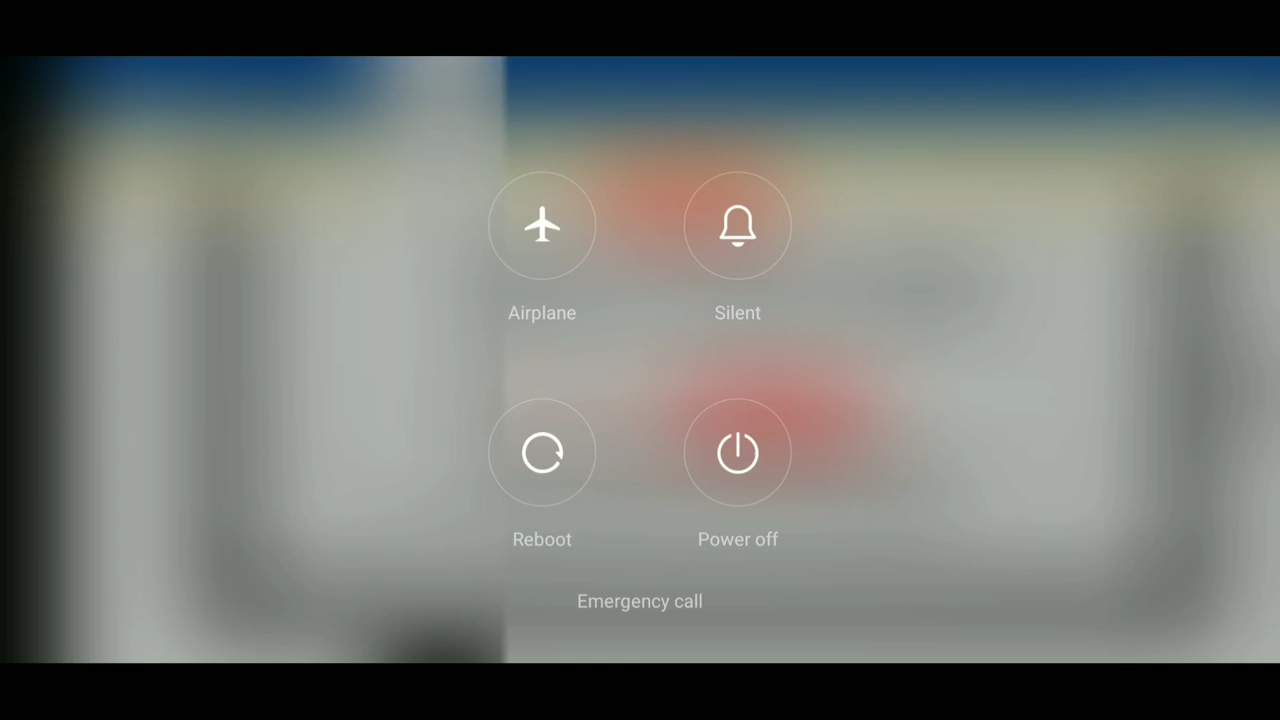 Airplane
Silent
Reboot
Power off
Emergency call